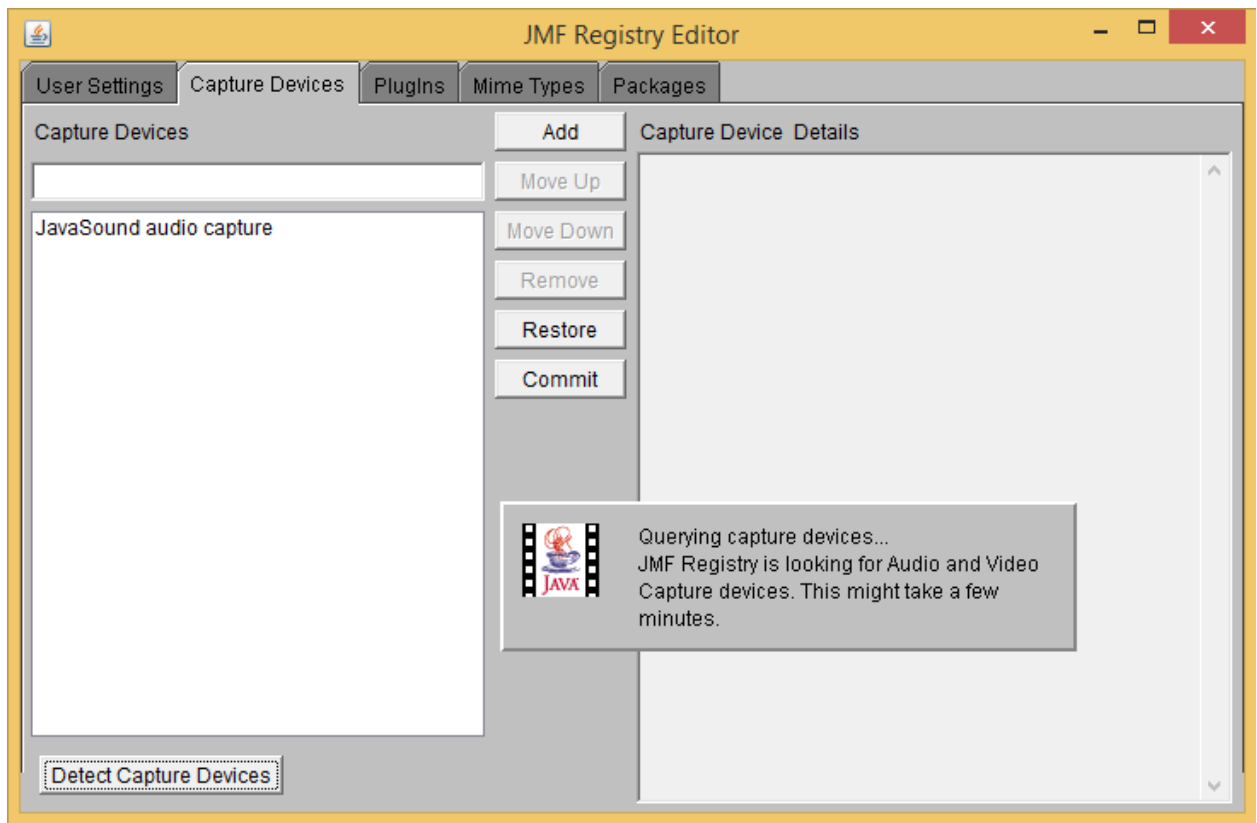 JMF Registry Editor
User Settings
Capture Devices
PlugIns
Mime Types
Packages
Capture Devices
Add
Capture Device Details
Move Up
JavaSound audio capture
Move Down
Remove
Restore
Commit
Querying capture devices...
JMF Registry is looking for Audio and Video
Capture devices. This might take a few
minutes.
JAVA
Detect Capture Devices